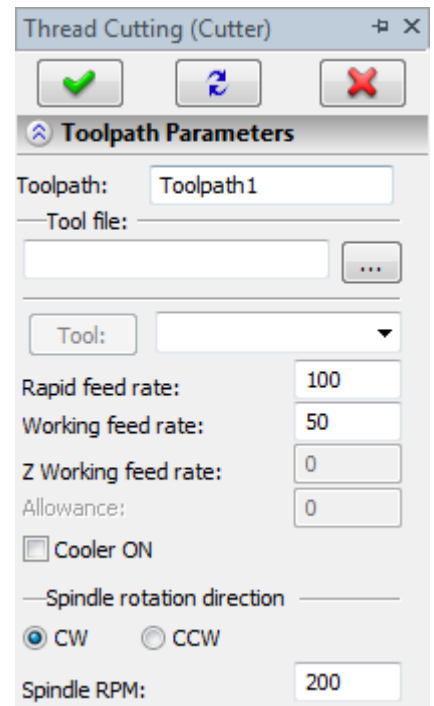 Thread Cutting (Cutter)
Toolpath Parameters
Toolpath: Toolpath1
Tool file:
...
Tool:
Rapid feed rate: 100
Working feed rate: 50
Z Working feed rate: 0
Allowance: 0
Cooler ON
Spindle rotation direction
CW CCW
Spindle RPM: 200